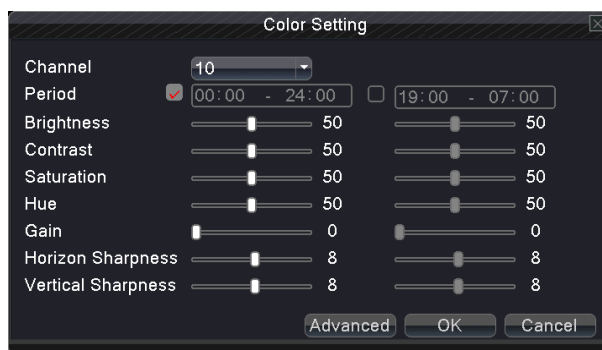 Color Setting
Channel 10
Period 00:00 - 24:00 19:00 - 07:00
Brightness 50 50
Contrast 50 50
Saturation 50 50
Hue 50 50
Gain 0 0
Horizon Sharpness 8 8
Vertical Sharpness 8 8
Advanced OK Cancel